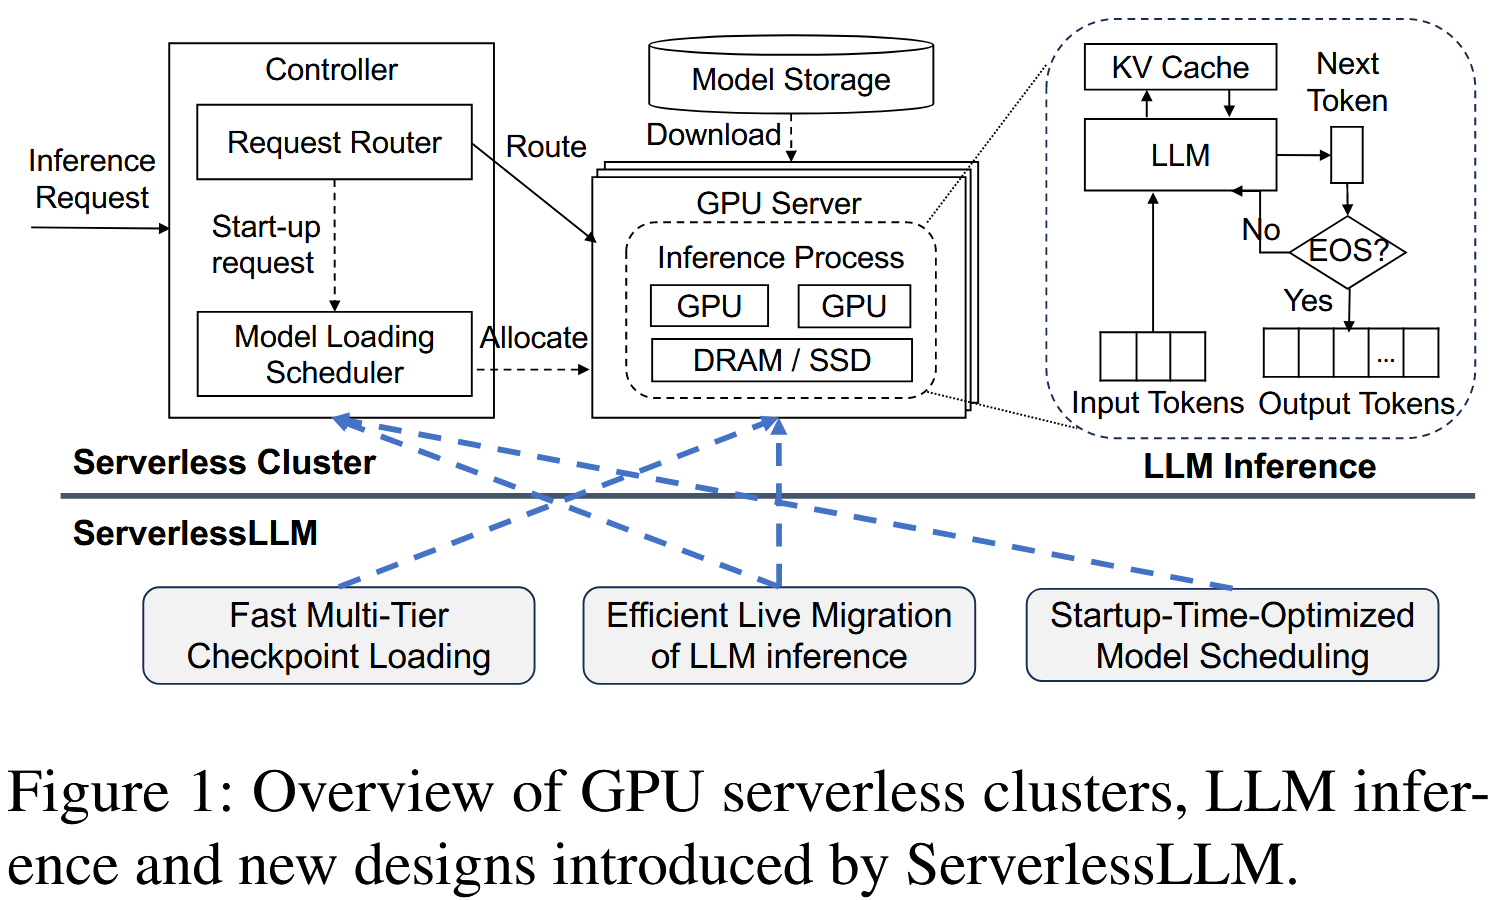 Controller
Request Router
Inference
Request
Start-up
request
Model Loading
Scheduler
Route
Allocate
Model Storage
Download
GPU Server
Inference Process
GPU
GPU
DRAM / SSD
KV Cache
LLM
Next
Token
No
EOS?
Yes
...
Input Tokens
Output Tokens
Serverless Cluster
LLM Inference
ServerlessLLM
Fast Multi-Tier
Checkpoint Loading
Efficient Live Migration
of LLM inference
Startup-Time-Optimized
Model Scheduling
Figure 1: Overview of GPU serverless clusters, LLM infer-
ence and new designs introduced by ServerlessLLM.